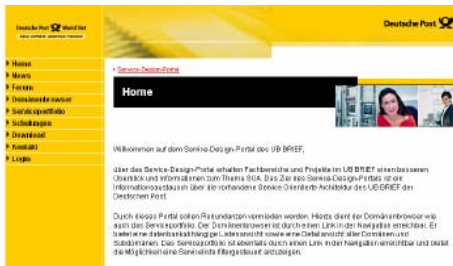 Deutsche Post World Net
Deutsche Post
Home
News
Forum
Domänenbrowser
Serviceportfolio
Schulungen
Download
Kontakt
Login
Service-Design-Portal
Home
Willkommen auf dem Service-Design-Portal des UB BRIEF,
über das Service-Design-Portal erhalten Fachbereiche und Projekte im UB BRIEF einen besseren
Überblick und Informationen zum Thema SOA. Das Ziel des Service-Design-Portals ist ein
Informationsaustausch über die vorhandene Service Orientierte Architektur des UB BRIEF der
Deutschen Post.
Durch dieses Portal sollen Redundanzen vermieden werden. Hierzu dient der Domänenbrowser wie
auch das Serviceportfolio. Der Domänenbrowser ist durch einen Link in der Navigation erreichbar. Er
bietet eine datenbankabhängige Listenansicht sowie eine Detailansicht aller Domänen und
Subdomänen. Das Serviceportfolio ist ebenfalls durch einen Link in der Navigation erreichbar und bietet
die Möglichkeit eine Serviceliste filtergesteuert anzuzeigen.